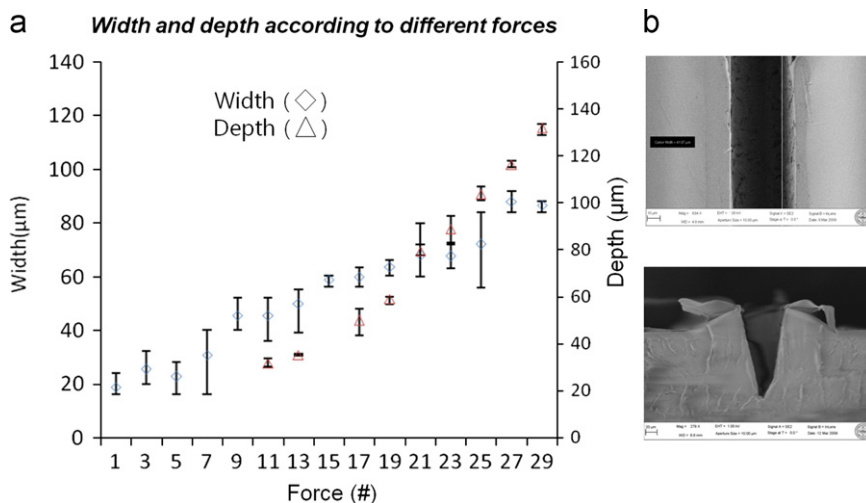 a
Width and depth according to different forces
b
Width (◇)
Depth (△)
Width(µm)
140
120
100
80
60
40
20
0
Depth (µm)
160
140
120
100
80
60
40
20
0
1 3 5 7 9 11 13 15 17 19 21 23 25 27 29
Force (#)